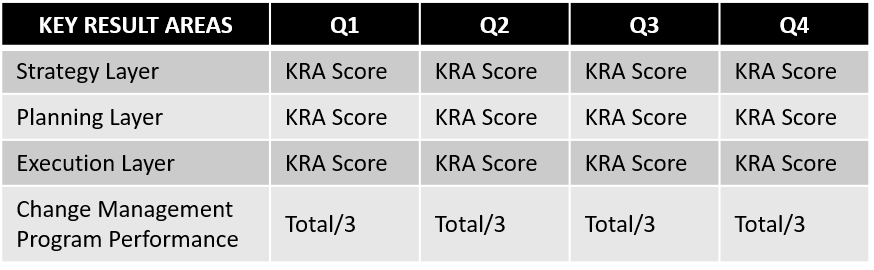 KEY RESULT AREAS Q1 Q2 Q3 Q4
Strategy Layer KRA Score KRA Score KRA Score KRA Score
Planning Layer KRA Score KRA Score KRA Score KRA Score
Execution Layer KRA Score KRA Score KRA Score KRA Score
Change Management
Program Performance Total/3 Total/3 Total/3 Total/3